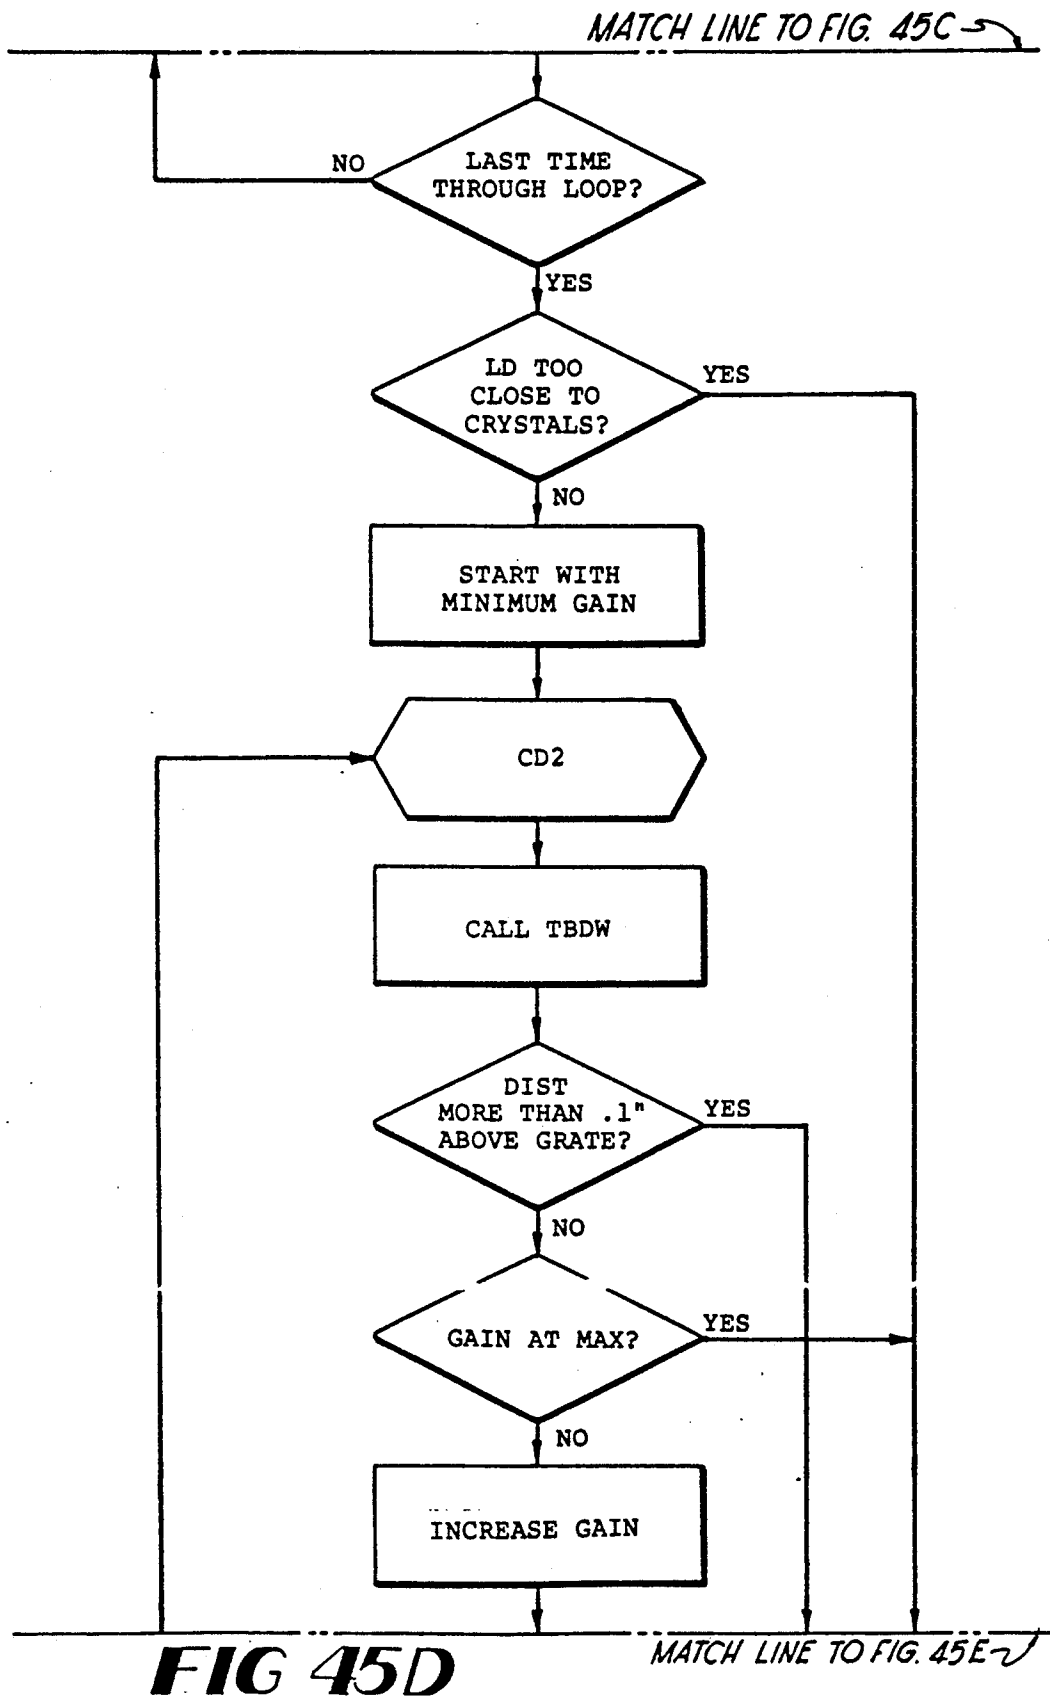 MATCH LINE TO FIG. 45C
LAST TIME
THROUGH LOOP?
NO
YES
LD TOO
CLOSE TO
CRYSTALS?
YES
NO
START WITH
MINIMUM GAIN
CD2
CALL TBDW
DIST
MORE THAN .1"
ABOVE GRATE?
YES
NO
GAIN AT MAX?
YES
NO
INCREASE GAIN
MATCH LINE TO FIG. 45E
FIG 45D